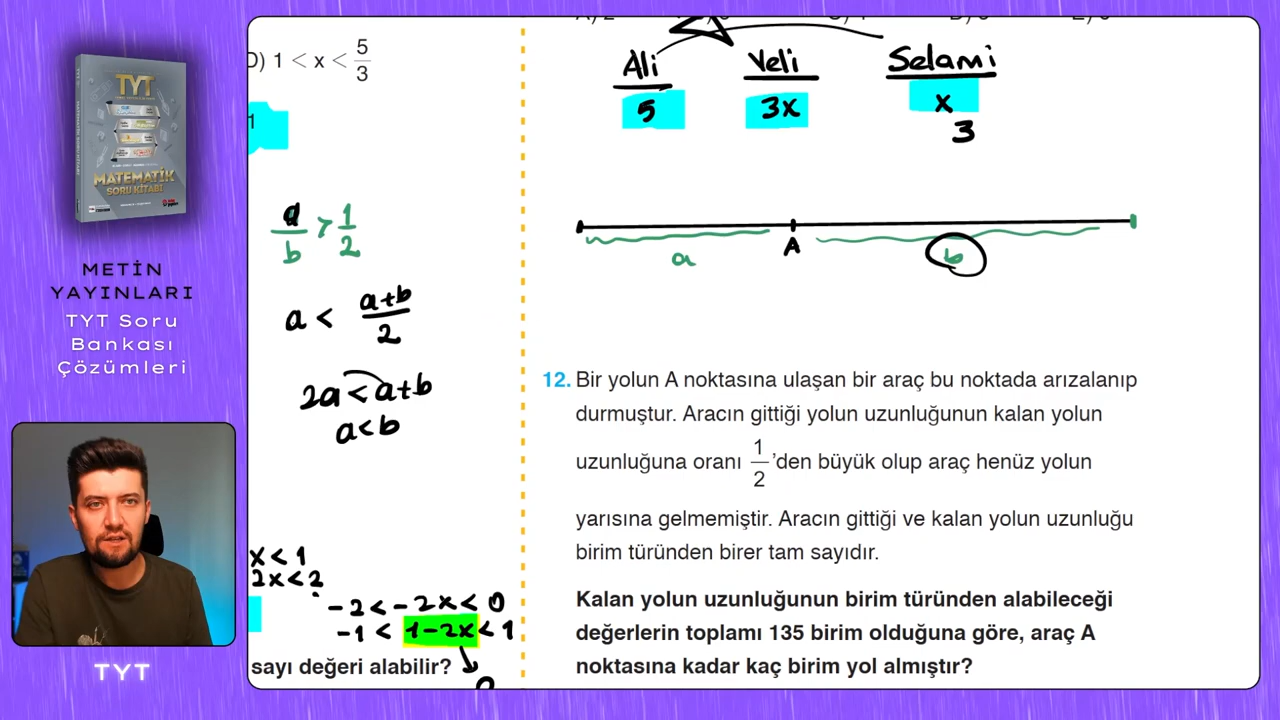 TYT
MATEMATİK
SORU KİTABI
METİN
YAYINLARI
TYT Soru
Bankası
Çözümleri
TYT
D) 1 < x < 5/3
1
a/b > 1/2
a < (a+b)/2
2a < a+b
a < b
x < 1
2x < 2
-2 < -2x < 0
-1 < 1-2x < 1
sayı değeri alabilir?
0
Ali Veli Selami
5 3x x
3
A
a b
12. Bir yolun A noktasına ulaşan bir araç bu noktada arızalanıp
durmuştur. Aracın gittiği yolun uzunluğunun kalan yolun
uzunluğuna oranı 1/2 'den büyük olup araç henüz yolun
yarısına gelmemiştir. Aracın gittiği ve kalan yolun uzunluğu
birim türünden birer tam sayıdır.
Kalan yolun uzunluğunun birim türünden alabileceği
değerlerin toplamı 135 birim olduğuna göre, araç A
noktasına kadar kaç birim yol almıştır?